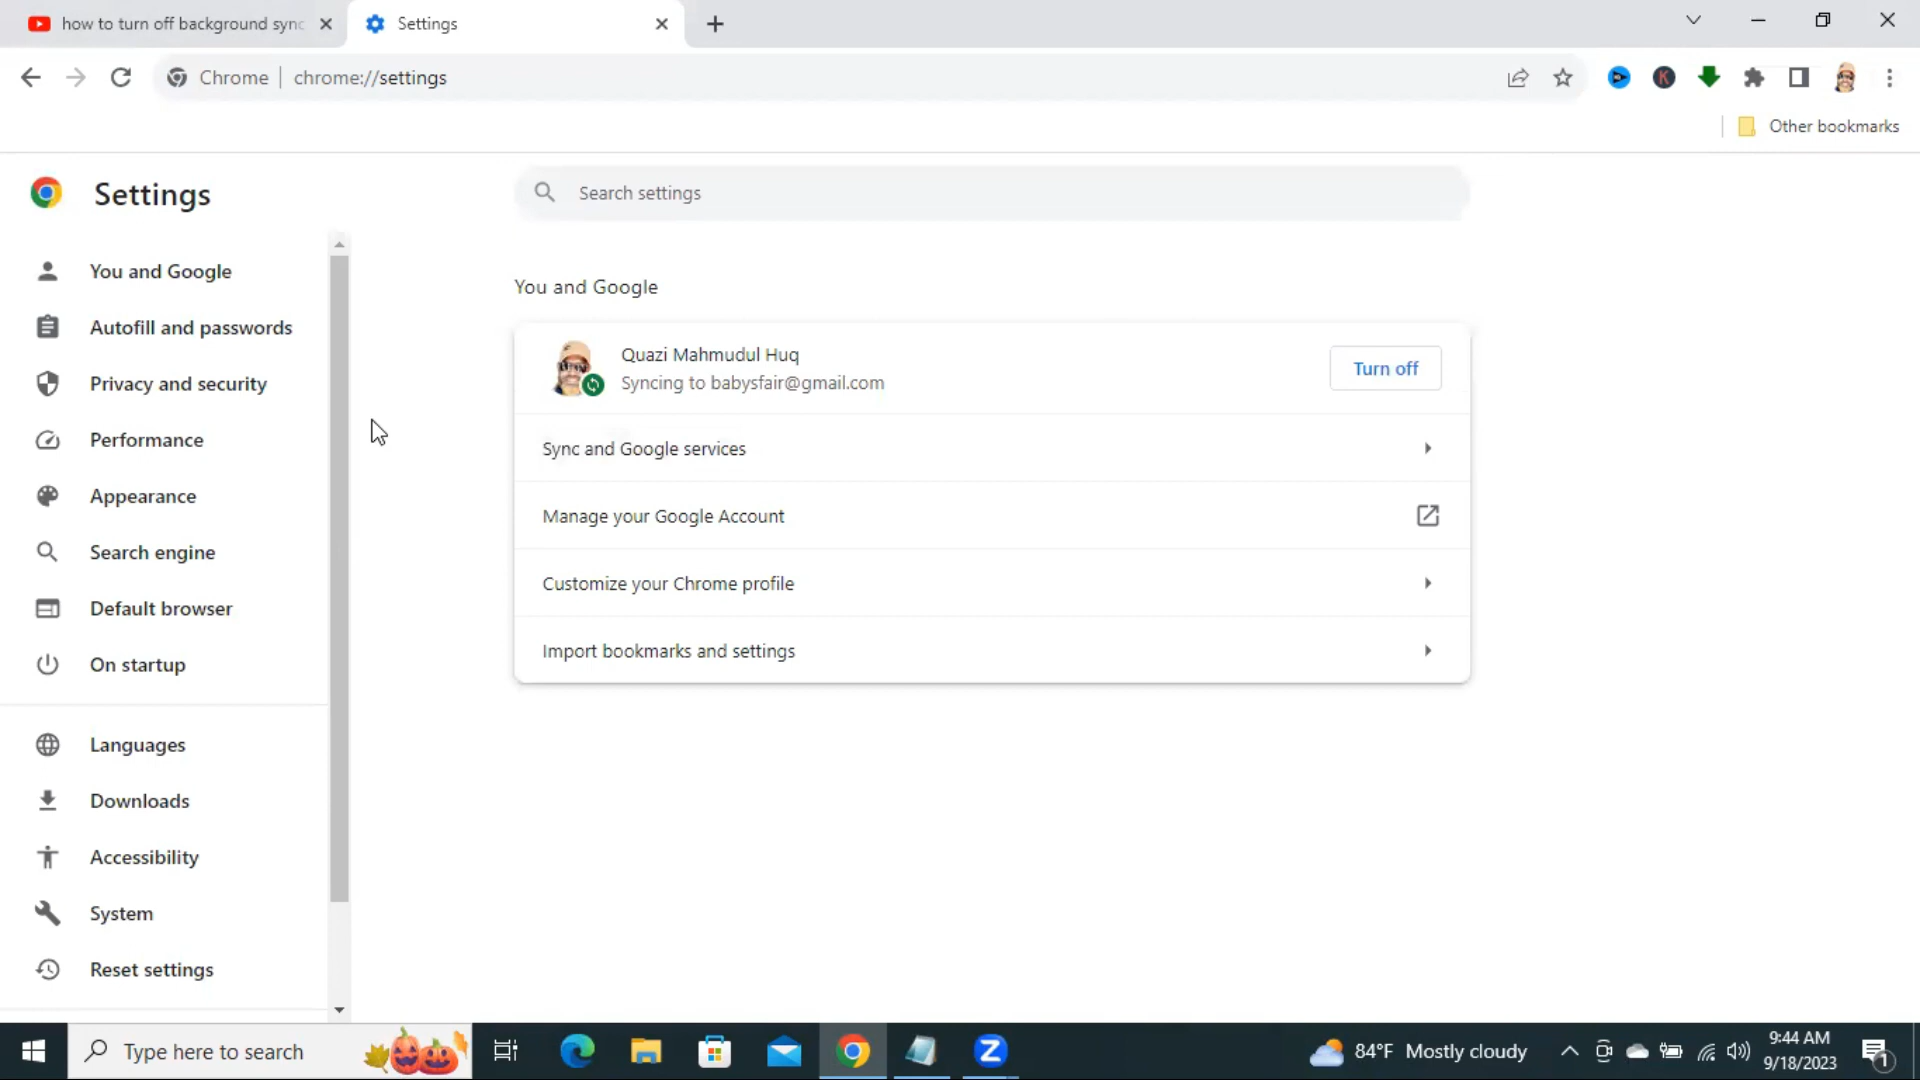 how to turn off background sync
Settings
Chrome
chrome://settings
Other bookmarks
Settings
Search settings
You and Google
Autofill and passwords
Privacy and security
Performance
Appearance
Search engine
Default browser
On startup
Languages
Downloads
Accessibility
System
Reset settings
You and Google
Quazi Mahmudul Huq
Syncing to babysfair@gmail.com
Turn off
Sync and Google services
Manage your Google Account
Customize your Chrome profile
Import bookmarks and settings
Type here to search
84°F Mostly cloudy
9:44 AM
9/18/2023
1
K
Z